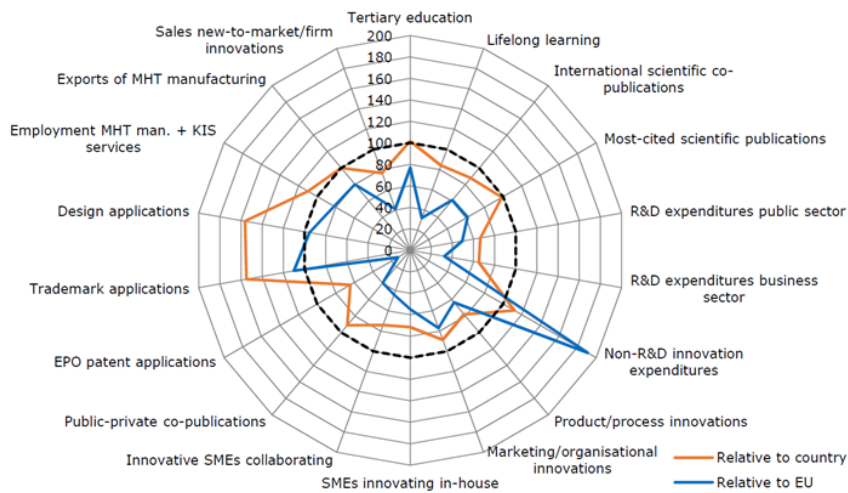 Tertiary education
Sales new-to-market/firm
innovations
Lifelong learning
Exports of MHT manufacturing
International scientific co-
publications
Employment MHT man. + KIS
services
Most-cited scientific publications
Design applications
R&D expenditures public sector
Trademark applications
R&D expenditures business
sector
EPO patent applications
Non-R&D innovation
expenditures
Public-private co-publications
Product/process innovations
Innovative SMEs collaborating
Marketing/organisational
innovations
SMEs innovating in-house
200
180
160
140
120
100
80
60
40
20
0
Relative to country
Relative to EU